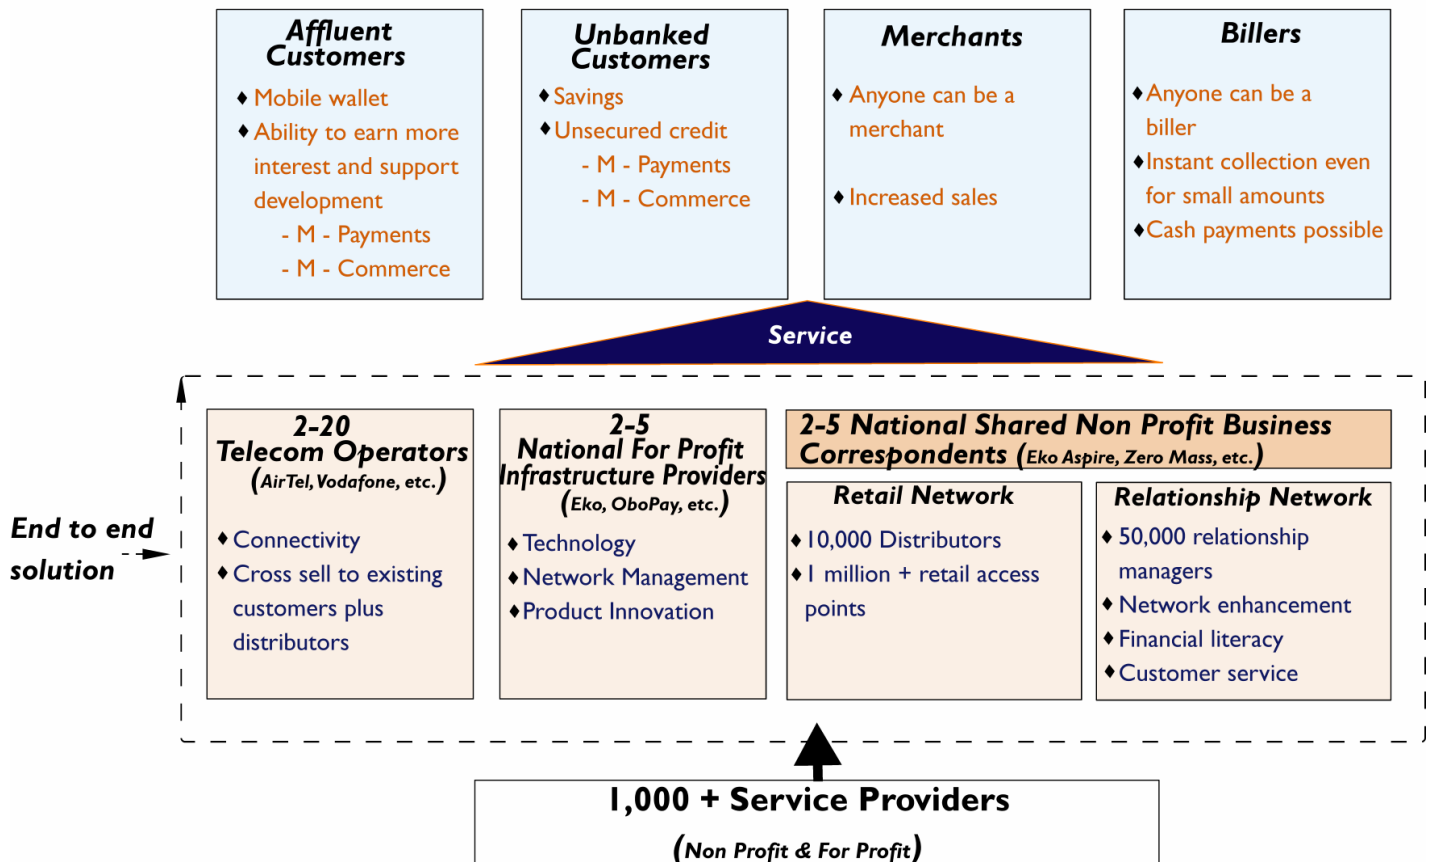 Affluent
Customers
♦ Mobile wallet
♦ Ability to earn more
interest and support
development
- M - Payments
- M - Commerce
Unbanked
Customers
♦ Savings
♦ Unsecured credit
- M - Payments
- M - Commerce
Merchants
♦ Anyone can be a
merchant
♦ Increased sales
Billers
♦ Anyone can be a
biller
♦ Instant collection even
for small amounts
♦ Cash payments possible
Service
End to end
solution
2-20
Telecom Operators
(AirTel, Vodafone, etc.)
♦ Connectivity
♦ Cross sell to existing
customers plus
distributors
2-5
National For Profit
Infrastructure Providers
(Eko, OboPay, etc.)
♦ Technology
♦ Network Management
♦ Product Innovation
2-5 National Shared Non Profit Business
Correspondents (Eko Aspire, Zero Mass, etc.)
Retail Network
♦ 10,000 Distributors
♦ 1 million + retail access
points
Relationship Network
♦ 50,000 relationship
managers
♦ Network enhancement
♦ Financial literacy
♦ Customer service
1,000 + Service Providers
(Non Profit & For Profit)